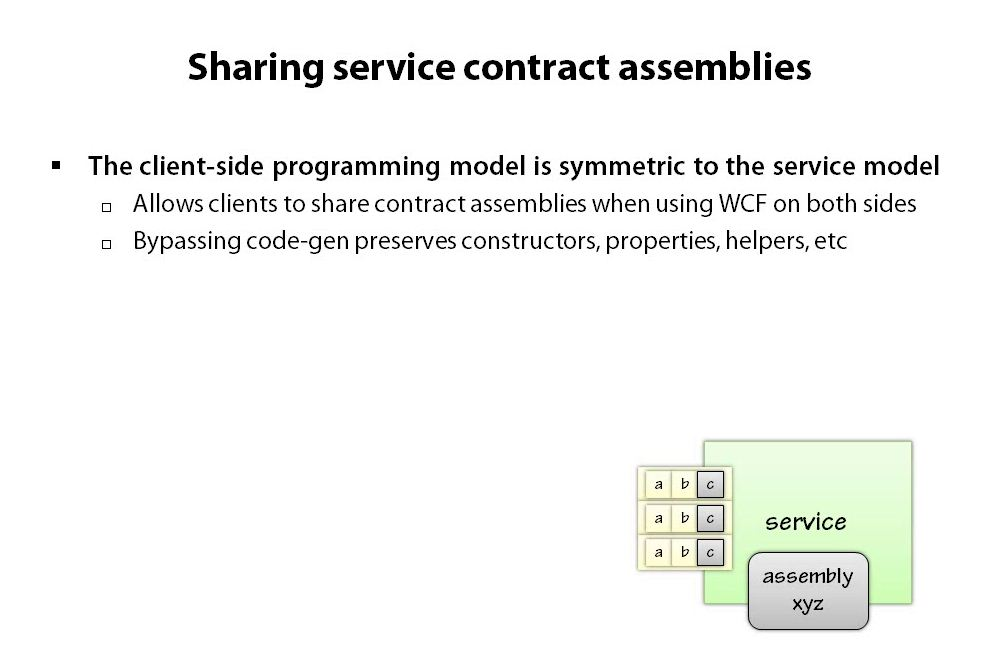 Sharing service contract assemblies
▪ The client-side programming model is symmetric to the service model
▫ Allows clients to share contract assemblies when using WCF on both sides
▫ Bypassing code-gen preserves constructors, properties, helpers, etc
a b c
a b c
a b c
service
assembly
xyz